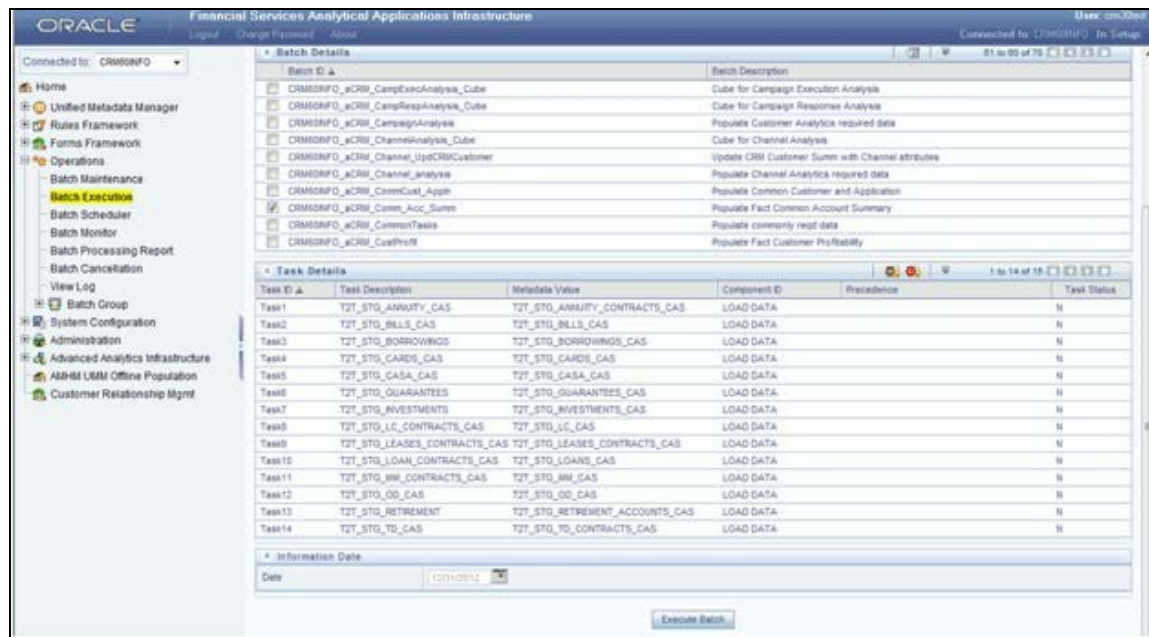 ORACLE
Financial Services Analytical Applications Infrastructure
Logout Change Password About
Connected to: CRM60INFO In Setup
Connected to: CRM60INFO
Home
Unified Metadata Manager
Rules Framework
Forms Framework
Operations
Batch Maintenance
Batch Execution
Batch Scheduler
Batch Monitor
Batch Processing Report
Batch Cancellation
View Log
Batch Group
System Configuration
Administration
Advanced Analytics Infrastructure
AMHM UMM Offline Population
Customer Relationship Mgmt
Batch Details
Batch ID Batch Description
CRM60INFO_aCRM_CampExecAnalysis_Cube Cube for Campaign Execution Analysis
CRM60INFO_aCRM_CampRespAnalysis_Cube Cube for Campaign Response Analysis
CRM60INFO_aCRM_CampaignAnalysis Populate Customer Analytics required data
CRM60INFO_aCRM_ChannelAnalysis_Cube Cube for Channel Analysis
CRM60INFO_aCRM_Channel_UpdCRMCustomer Update CRM Customer Summ with Channel attributes
CRM60INFO_aCRM_Channel_analysis Populate Channel Analytics required data
CRM60INFO_aCRM_CommCust_Appln Populate Common Customer and Application
CRM60INFO_aCRM_Comm_Acc_Summ Populate Fact Common Account Summary
CRM60INFO_aCRM_CommonTasks Populate commonly reqd data
CRM60INFO_aCRM_CustProfit Populate Fact Customer Profitability
Task Details 1 to 14 of 15
Task ID Task Description Metadata Value Component ID Precedence Task Status
Task1 T2T_STG_ANNUITY_CAS T2T_STG_ANNUITY_CONTRACTS_CAS LOAD DATA N
Task2 T2T_STG_BILLS_CAS T2T_STG_BILLS_CAS LOAD DATA N
Task3 T2T_STG_BORROWINGS T2T_STG_BORROWINGS_CAS LOAD DATA N
Task4 T2T_STG_CARDS_CAS T2T_STG_CARDS_CAS LOAD DATA N
Task5 T2T_STG_CASA_CAS T2T_STG_CASA_CAS LOAD DATA N
Task6 T2T_STG_GUARANTEES T2T_STG_GUARANTEES_CAS LOAD DATA N
Task7 T2T_STG_INVESTMENTS T2T_STG_INVESTMENTS_CAS LOAD DATA N
Task8 T2T_STG_LC_CONTRACTS_CAS T2T_STG_LC_CAS LOAD DATA N
Task9 T2T_STG_LEASES_CONTRACTS_CAS T2T_STG_LEASES_CONTRACTS_CAS LOAD DATA N
Task10 T2T_STG_LOAN_CONTRACTS_CAS T2T_STG_LOANS_CAS LOAD DATA N
Task11 T2T_STG_MM_CONTRACTS_CAS T2T_STG_MM_CAS LOAD DATA N
Task12 T2T_STG_OD_CAS T2T_STG_OD_CAS LOAD DATA N
Task13 T2T_STG_RETIREMENT T2T_STG_RETIREMENT_ACCOUNTS_CAS LOAD DATA N
Task14 T2T_STG_TD_CAS T2T_STG_TD_CONTRACTS_CAS LOAD DATA N
Information Date
Date 12/31/2012
Execute Batch